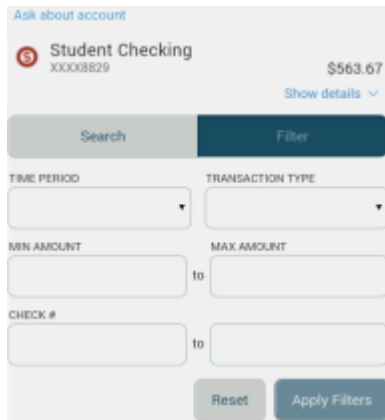 Ask about account
Student Checking
XXXX8829
$563.67
Show details
Search
Filter
TIME PERIOD
TRANSACTION TYPE
MIN AMOUNT
MAX AMOUNT
to
CHECK #
to
Reset
Apply Filters